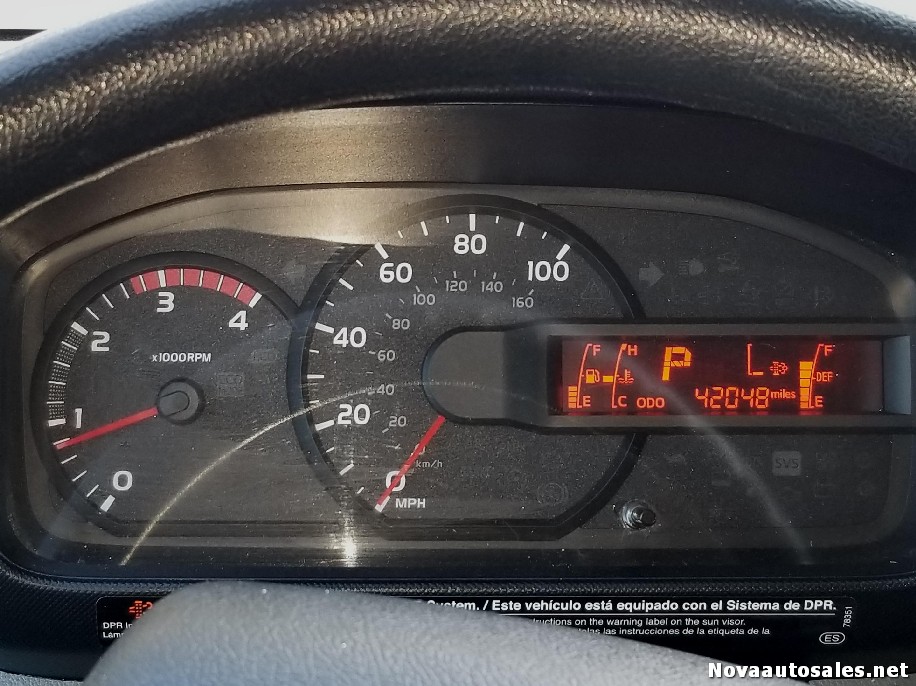 80
60
100
120 140
100
160
3
4
2
40
80
x1000RPM
60
F H P L F
DEF
40
E C ODO 42048 miles E
1
20
20
0
km/h
0
0
MPH
SVS
System. / Este vehículo está equipado con el Sistema de DPR.
DPR
instructions on the warning label on the sun visor.
las instrucciones de la etiqueta de la
78351
ES
Novaautosales.net